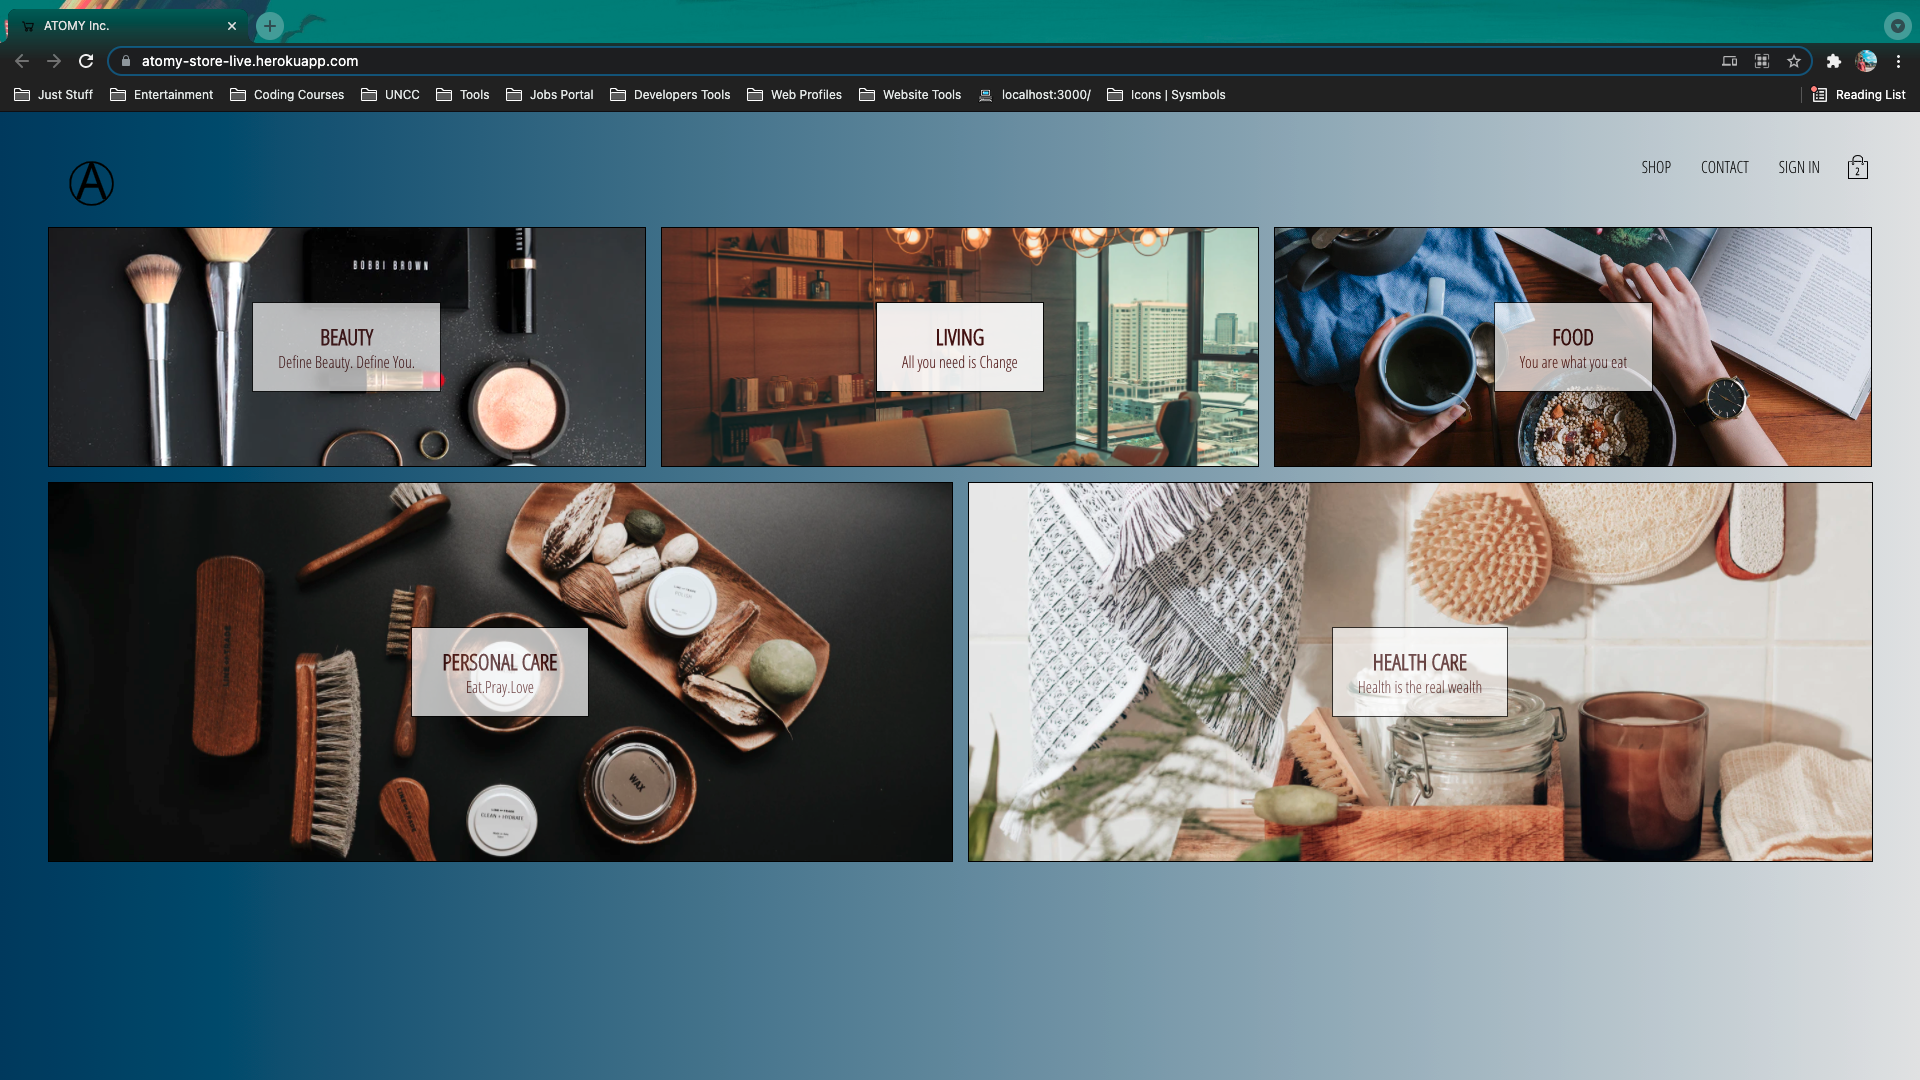 ATOMY Inc.
atomy-store-live.herokuapp.com
Just Stuff
Entertainment
Coding Courses
UNCC
Tools
Jobs Portal
Developers Tools
Web Profiles
Website Tools
localhost:3000/
Icons | Sysmbols
Reading List
A
SHOP
CONTACT
SIGN IN
2
BOBBI BROWN
BEAUTY
Define Beauty. Define You.
LIVING
All you need is Change
FOOD
You are what you eat
PERSONAL CARE
Eat.Pray.Love
WAX
CLEAN + HYDRATE
HEALTH CARE
Health is the real wealth